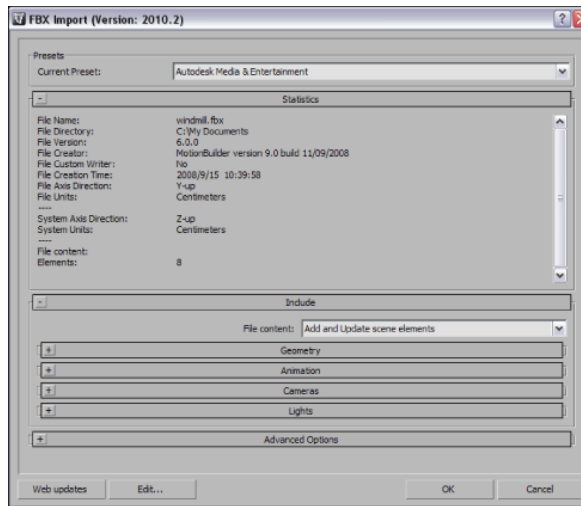 FBX Import (Version: 2010.2)
Presets
Current Preset: Autodesk Media & Entertainment
Statistics
File Name: windmill.fbx
File Directory: C:\My Documents
File Version: 6.0.0
File Creator: MotionBuilder version 9.0 build 11/09/2008
File Custom Writer: No
File Creation Time: 2008/9/15 10:39:58
File Axis Direction: Y-up
File Units: Centimeters
----
System Axis Direction: Z-up
System Units: Centimeters
----
File content:
Elements: 8
Include
File content: Add and Update scene elements
Geometry
Animation
Cameras
Lights
Advanced Options
Web updates Edit... OK Cancel